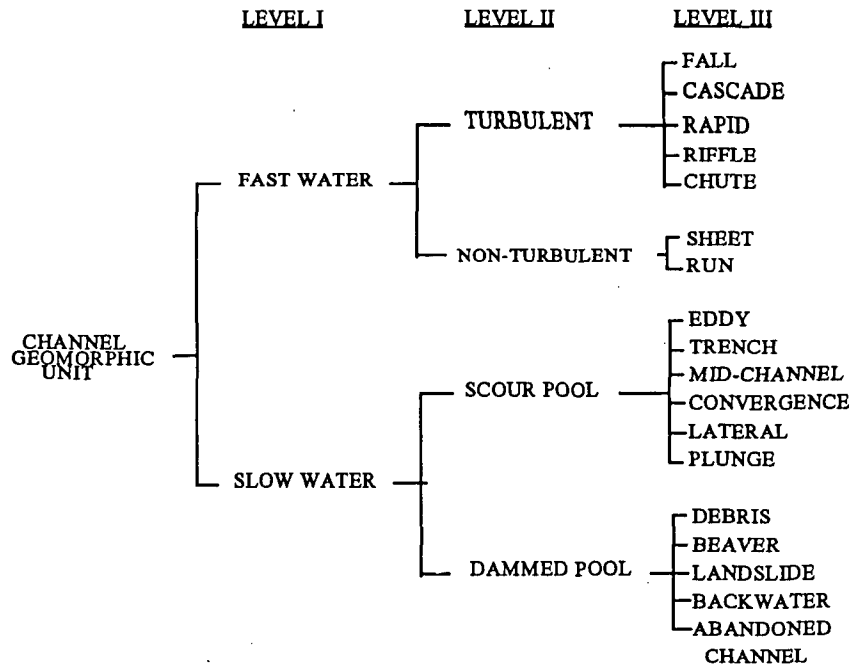 LEVEL I LEVEL II LEVEL III
FALL
CASCADE
TURBULENT RAPID
RIFFLE
FAST WATER CHUTE
SHEET
NON-TURBULENT
RUN
EDDY
CHANNEL
GEOMORPHIC
UNIT
TRENCH
MID-CHANNEL
SCOUR POOL
CONVERGENCE
LATERAL
PLUNGE
SLOW WATER
DEBRIS
BEAVER
DAMMED POOL LANDSLIDE
BACKWATER
ABANDONED
CHANNEL